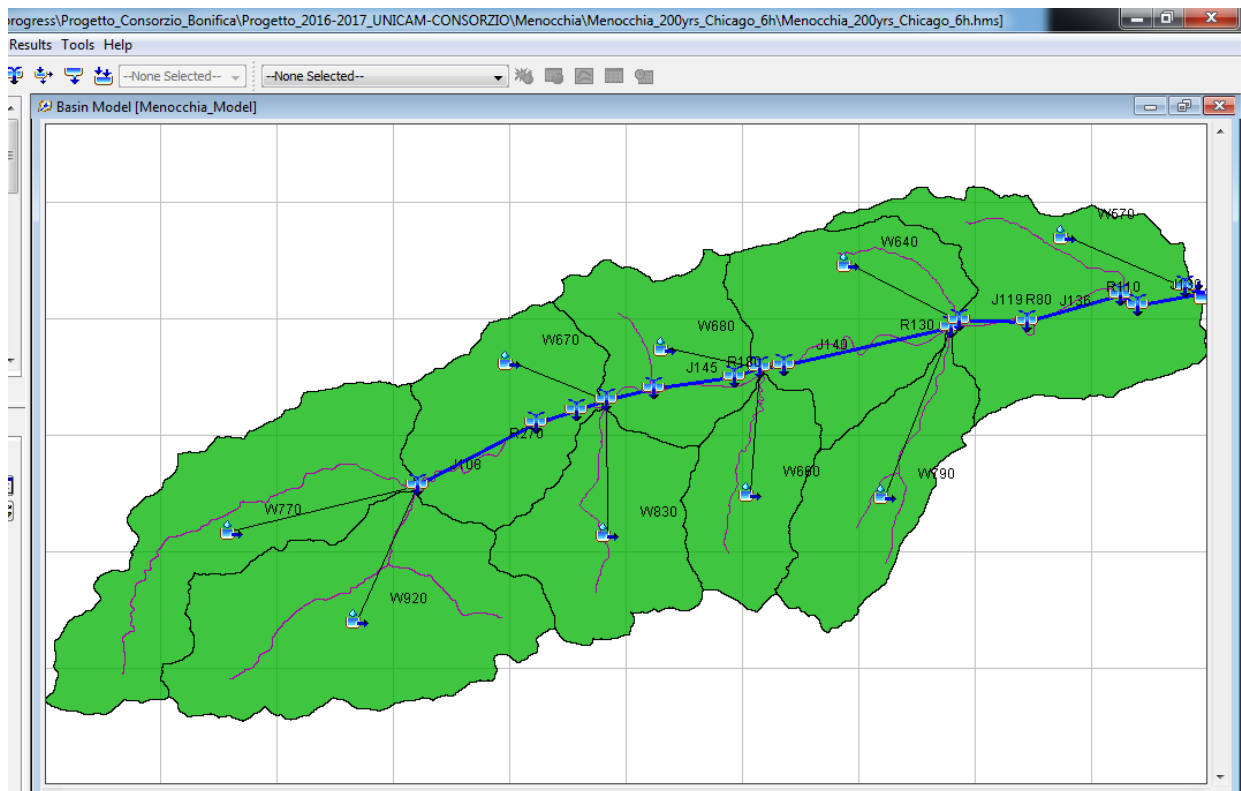 progress\Progetto_Consorzio_Bonifica\Progetto_2016-2017_UNICAM-CONSORZIO\Menocchia\Menocchia_200yrs_Chicago_6h\Menocchia_200yrs_Chicago_6h.hms]
Results Tools Help
--None Selected-- --None Selected--
Basin Model [Menocchia_Model]
W570
W640
R110
J119 R80 J136
R130
W680
W670
J140
J145 R180
R270
J108
W660 W790
W770 W830
W920